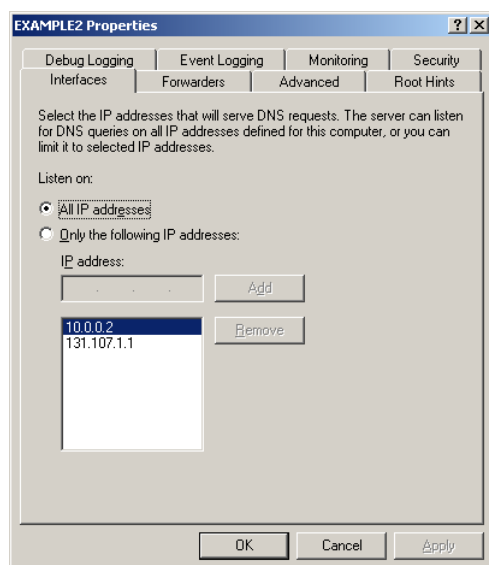 EXAMPLE2 Properties
Debug Logging Event Logging Monitoring Security
Interfaces Forwarders Advanced Root Hints
Select the IP addresses that will serve DNS requests. The server can listen
for DNS queries on all IP addresses defined for this computer, or you can
limit it to selected IP addresses.
Listen on:
All IP addresses
Only the following IP addresses:
IP address:
Add
10.0.0.2
131.107.1.1
Remove
OK Cancel Apply